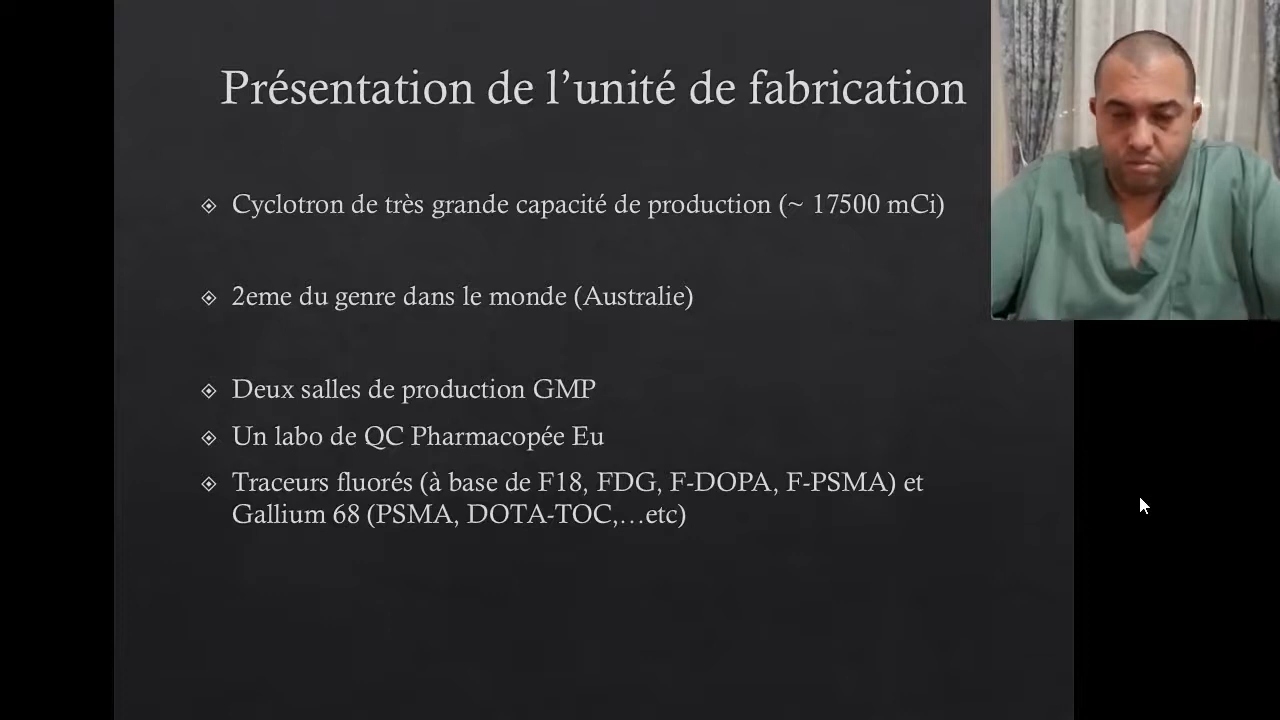 Présentation de l’unité de fabrication
Cyclotron de très grande capacité de production (~ 17500 mCi)
2eme du genre dans le monde (Australie)
Deux salles de production GMP
Un labo de QC Pharmacopée Eu
Traceurs fluorés (à base de F18, FDG, F-DOPA, F-PSMA) et
Gallium 68 (PSMA, DOTA-TOC,…etc)